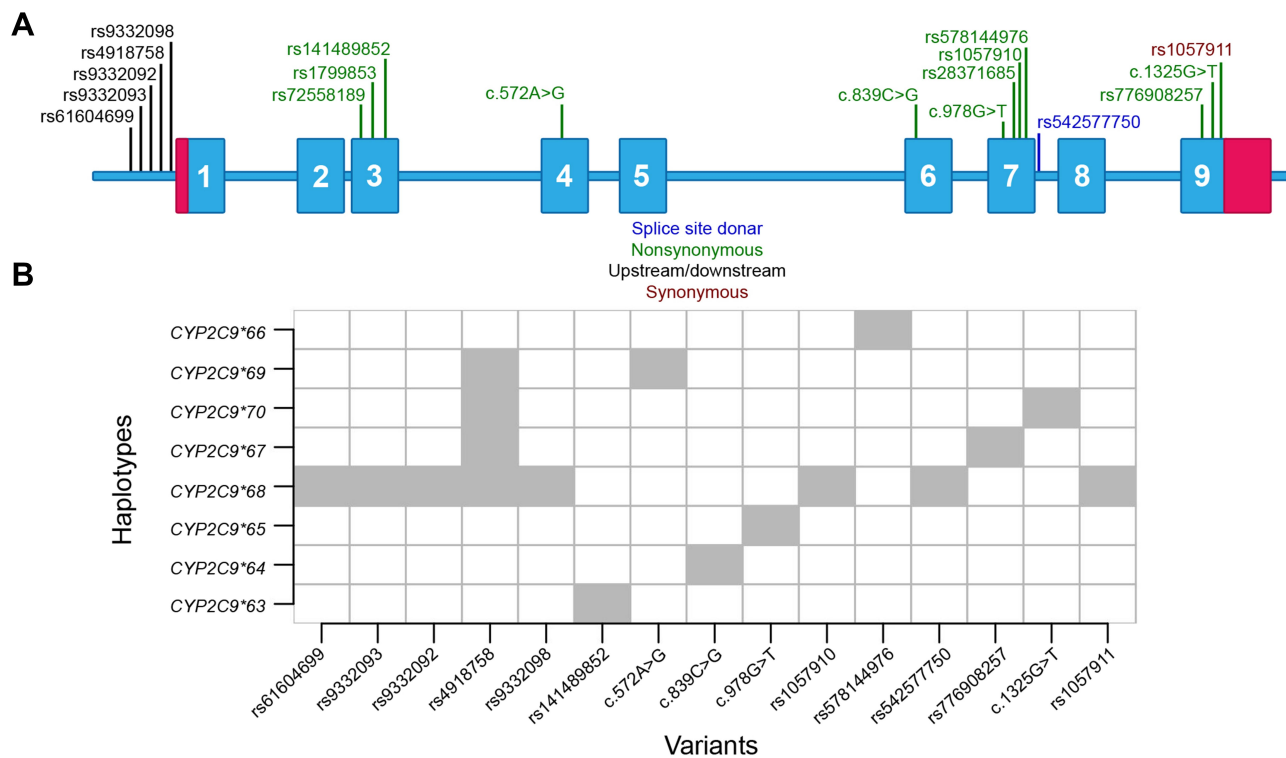 A
rs9332098
rs4918758
rs9332092
rs9332093
rs61604699
rs141489852
rs1799853
rs72558189
c.572A>G
c.839C>G
rs578144976
rs1057910
rs28371685
c.978G>T
rs542577750
rs1057911
c.1325G>T
rs776908257
1 2 3 4 5 6 7 8 9
Splice site donar
Nonsynonymous
Upstream/downstream
Synonymous
B
Haplotypes
CYP2C9*66
CYP2C9*69
CYP2C9*70
CYP2C9*67
CYP2C9*68
CYP2C9*65
CYP2C9*64
CYP2C9*63
rs61604699
rs9332093
rs9332092
rs4918758
rs9332098
rs141489852
c.572A>G
c.839C>G
c.978G>T
rs1057910
rs578144976
rs542577750
rs776908257
c.1325G>T
rs1057911
Variants